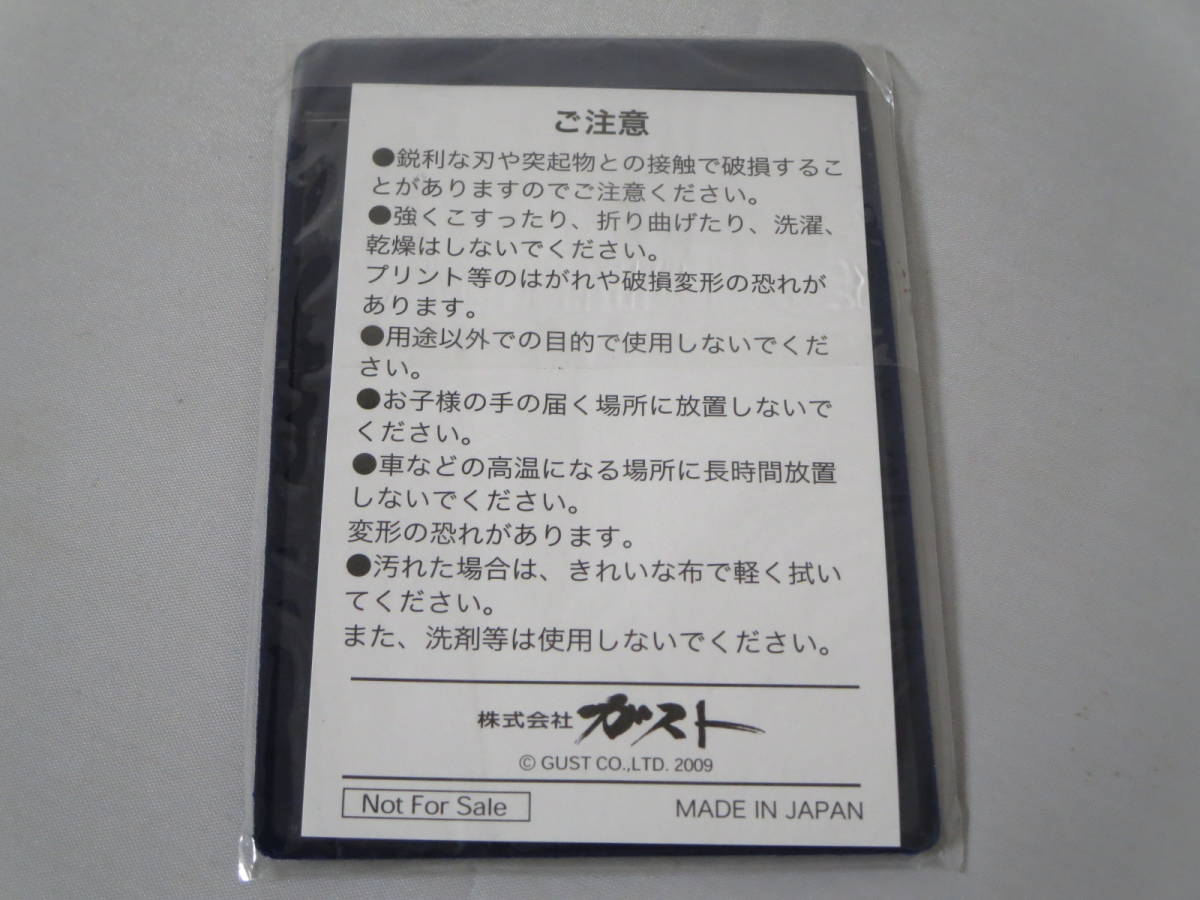 ご注意
●鋭利な刃や突起物との接触で破損するこ
とがありますのでご注意ください。
●強くこすったり、折り曲げたり、洗濯、
乾燥はしないでください。
プリント等のはがれや破損変形の恐れが
あります。
●用途以外での目的で使用しないでくだ
さい。
●お子様の手の届く場所に放置しないで
ください。
●車などの高温になる場所に長時間放置
しないでください。
変形の恐れがあります。
●汚れた場合は、きれいな布で軽く拭い
てください。
また、洗剤等は使用しないでください。
株式会社 ガスト
© GUST CO.,LTD. 2009
Not For Sale MADE IN JAPAN